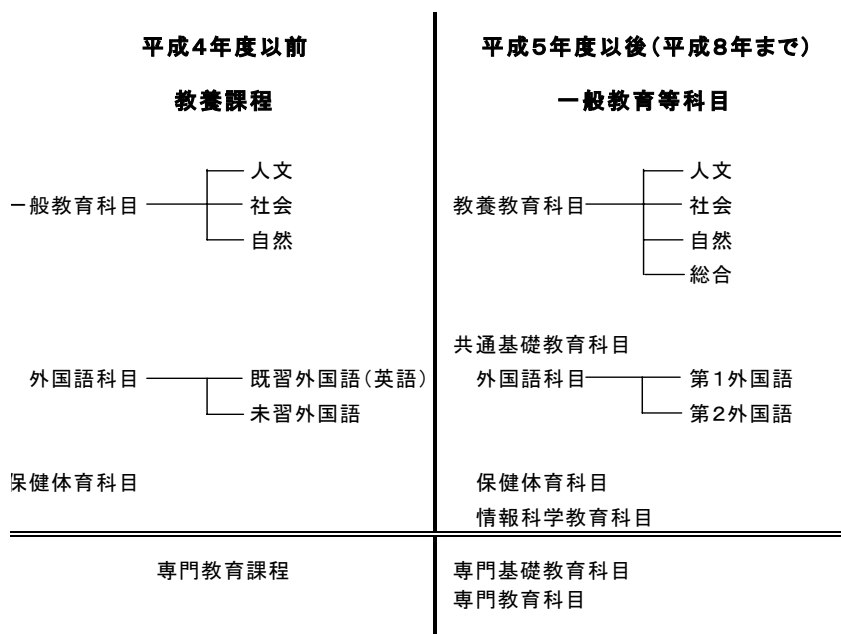 平成4年度以前
教養課程
一般教育科目
人文
社会
自然
外国語科目
既習外国語(英語)
未習外国語
保健体育科目
専門教育課程
平成5年度以後(平成8年まで)
一般教育等科目
教養教育科目
人文
社会
自然
総合
共通基礎教育科目
外国語科目
第1外国語
第2外国語
保健体育科目
情報科学教育科目
専門基礎教育科目
専門教育科目